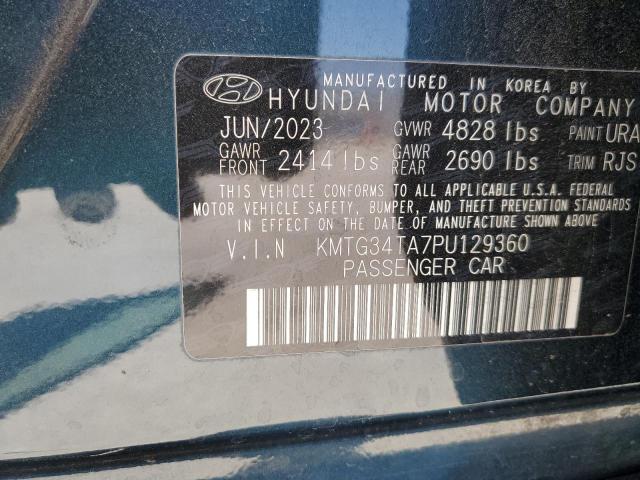 MANUFACTURED IN KOREA BY
HYUNDAI MOTOR COMPANY
JUN/2023 GVWR 4828 lbs PAINT URA
GAWR FRONT 2414 lbs GAWR REAR 2690 lbs TRIM RJS
THIS VEHICLE CONFORMS TO ALL APPLICABLE U.S.A. FEDERAL
MOTOR VEHICLE SAFETY, BUMPER, AND THEFT PREVENTION STANDARDS
IN EFFECT ON THE DATE OF MANUFACTURE SHOWN ABOVE.
V.I.N KMTG34TA7PU129360
PASSENGER CAR